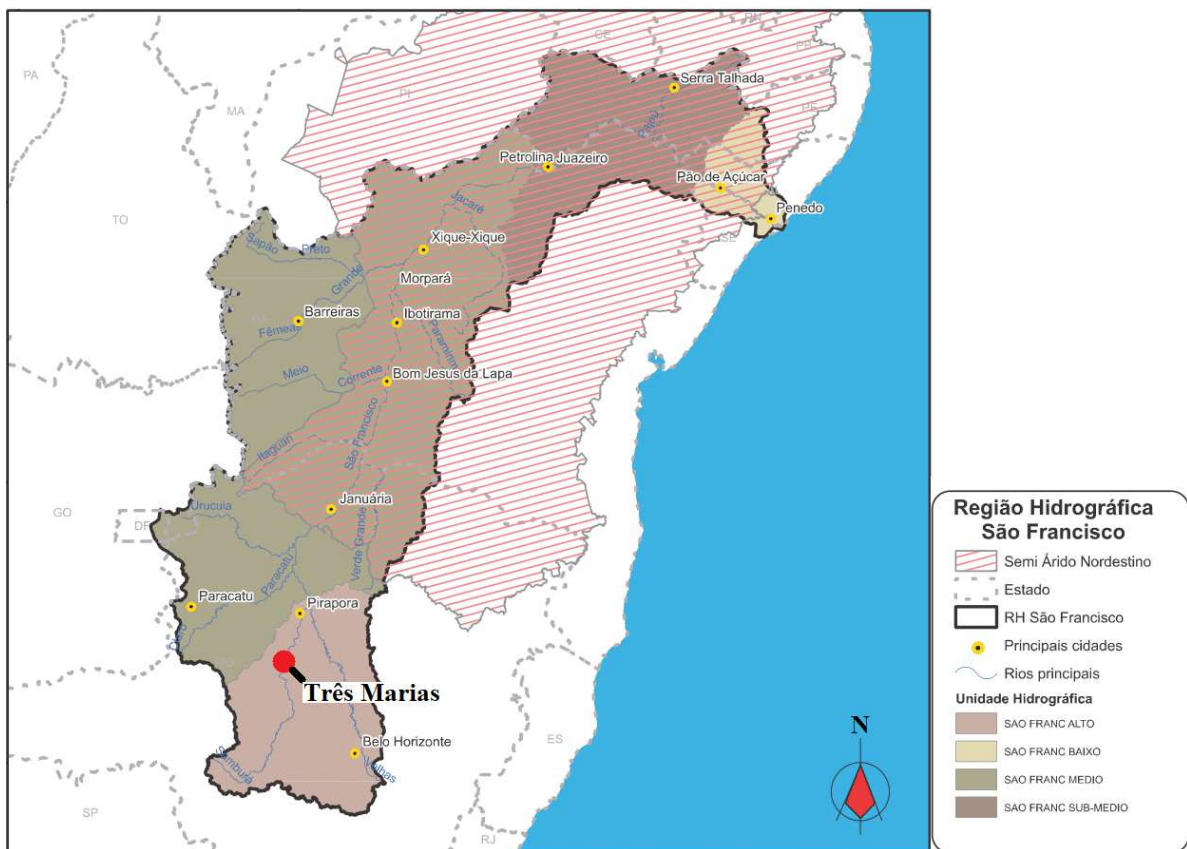 RN
CE
PA
PB
Serra Talhada
PI
MA
PE
Pajeú
Petrolina Juazeiro
Pão de Açúcar
Jacaré
Penedo
TO
SE
Xique-Xique
Sapão
Preto
Grande
Morpará
Barreiras
Ibotirama
Fêmeas
Paramirim
Meio
Corrente
Bom Jesus da Lapa
São Francisco
Itaguari
Januária
Urucuia
GO
DF
Verde Grande
Paracatu
Paracatu
Pirapora
Três Marias
N
Belo Horizonte
ES
Samburá
Velhas
SP
RJ
Região Hidrográfica
São Francisco
Semi Árido Nordestino
Estado
RH São Francisco
Principais cidades
Rios principais
Unidade Hidrográfica
SAO FRANC ALTO
SAO FRANC BAIXO
SAO FRANC MEDIO
SAO FRANC SUB-MEDIO